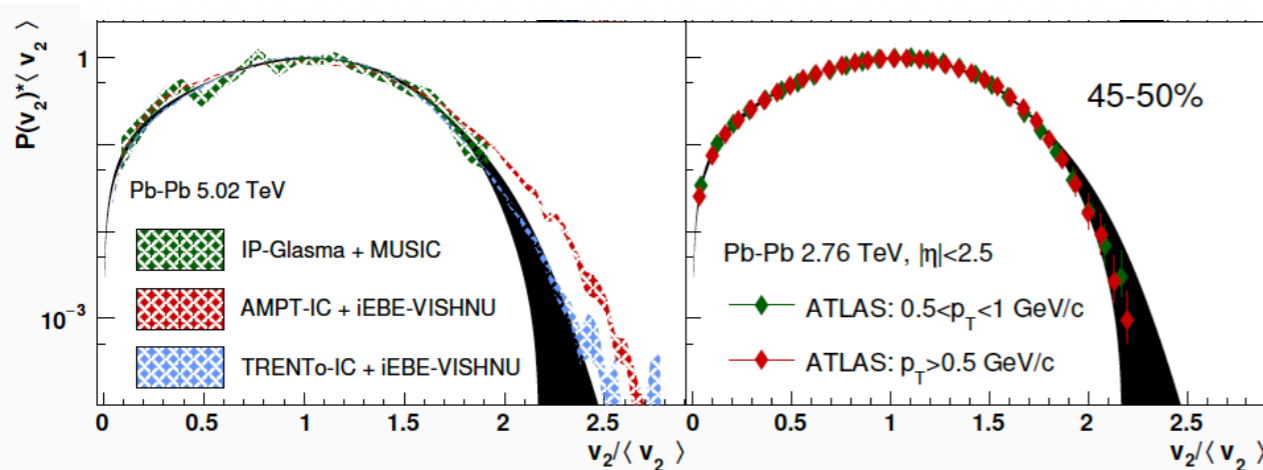 P(v₂)*⟨v₂⟩
1
10⁻³
Pb-Pb 5.02 TeV
IP-Glasma + MUSIC
AMPT-IC + iEBE-VISHNU
TRENTo-IC + iEBE-VISHNU
0 0.5 1 1.5 2 2.5
v₂/⟨v₂⟩
45-50%
Pb-Pb 2.76 TeV, |η|<2.5
ATLAS: 0.5<p_T<1 GeV/c
ATLAS: p_T>0.5 GeV/c
0 0.5 1 1.5 2 2.5
v₂/⟨v₂⟩